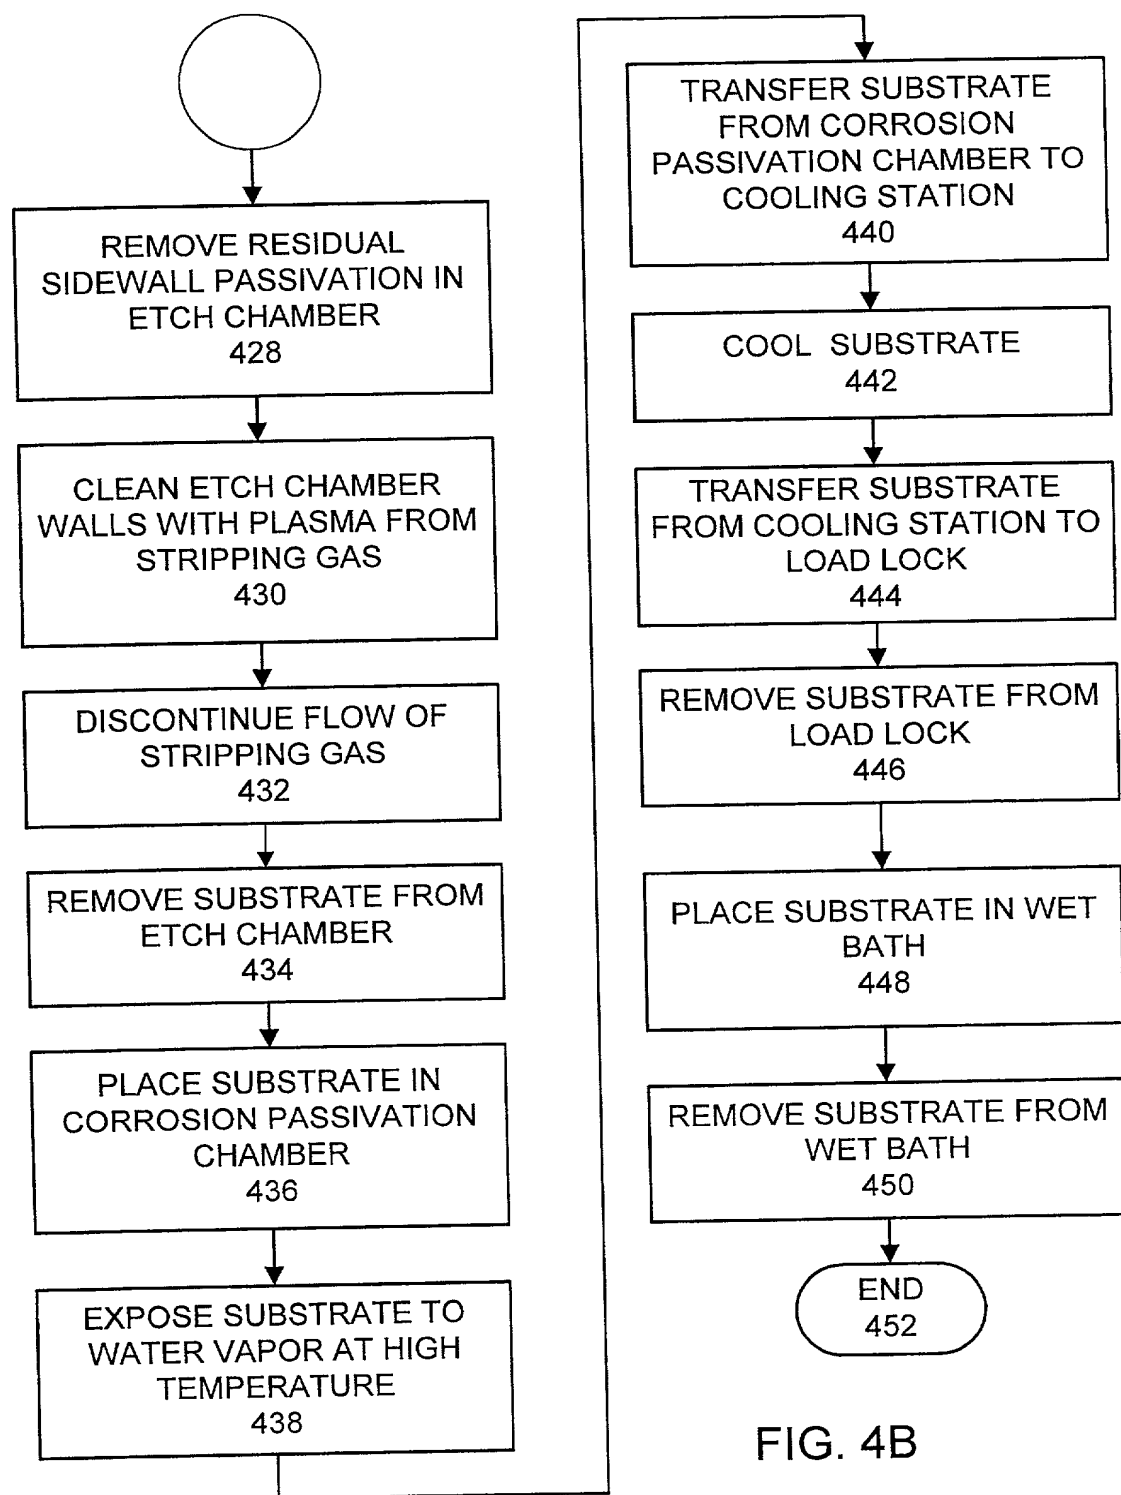 REMOVE RESIDUAL
SIDEWALL PASSIVATION IN
ETCH CHAMBER
428
CLEAN ETCH CHAMBER
WALLS WITH PLASMA FROM
STRIPPING GAS
430
DISCONTINUE FLOW OF
STRIPPING GAS
432
REMOVE SUBSTRATE FROM
ETCH CHAMBER
434
PLACE SUBSTRATE IN
CORROSION PASSIVATION
CHAMBER
436
EXPOSE SUBSTRATE TO
WATER VAPOR AT HIGH
TEMPERATURE
438
TRANSFER SUBSTRATE
FROM CORROSION
PASSIVATION CHAMBER TO
COOLING STATION
440
COOL SUBSTRATE
442
TRANSFER SUBSTRATE
FROM COOLING STATION TO
LOAD LOCK
444
REMOVE SUBSTRATE FROM
LOAD LOCK
446
PLACE SUBSTRATE IN WET
BATH
448
REMOVE SUBSTRATE FROM
WET BATH
450
END
452
FIG. 4B